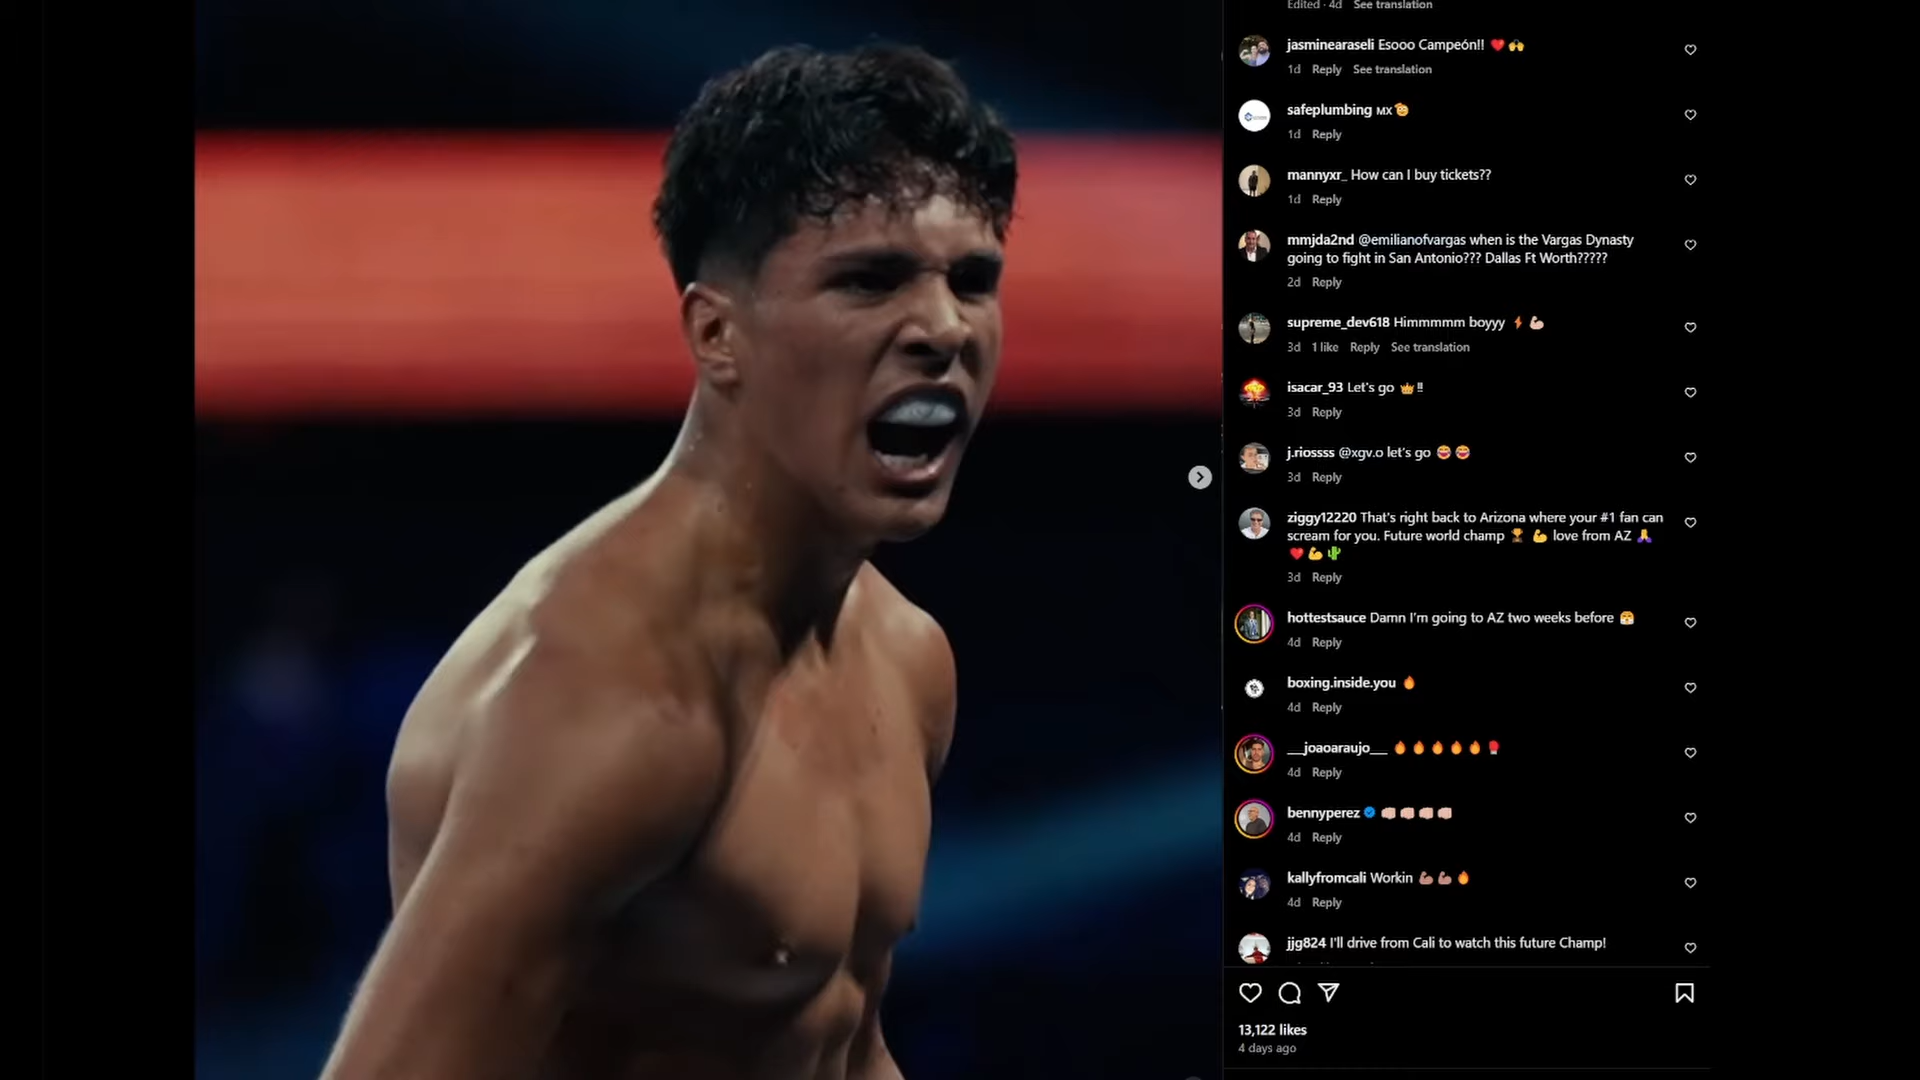 Edited · 4d See translation
jasminearaseli Esooo Campeón!! ❤️🙌
1d Reply See translation
safeplumbing MX🫡
1d Reply
mannyxr_ How can I buy tickets??
1d Reply
mmjda2nd @emilianofvargas when is the Vargas Dynasty
going to fight in San Antonio??? Dallas Ft Worth?????
2d Reply
supreme_dev618 Himmmmm boyyy ⚡💪🏻
3d 1 like Reply See translation
isacar_93 Let's go 👑‼
3d Reply
j.riossss @xgv.o let's go 😂😂
3d Reply
ziggy12220 That's right back to Arizona where your #1 fan can
scream for you. Future world champ 🏆 💪 love from AZ 🙏
❤️💪🌵
3d Reply
hottestsauce Damn I'm going to AZ two weeks before 😤
4d Reply
boxing.inside.you 🔥
4d Reply
__joaoaraujo__ 🔥🔥🔥🔥🔥🥊
4d Reply
bennyperez 👊🏻👊🏻👊🏻👊🏻
4d Reply
kallyfromcali Workin 💪🏽💪🏽🔥
4d Reply
jjg824 I'll drive from Cali to watch this future Champ!
13,122 likes
4 days ago